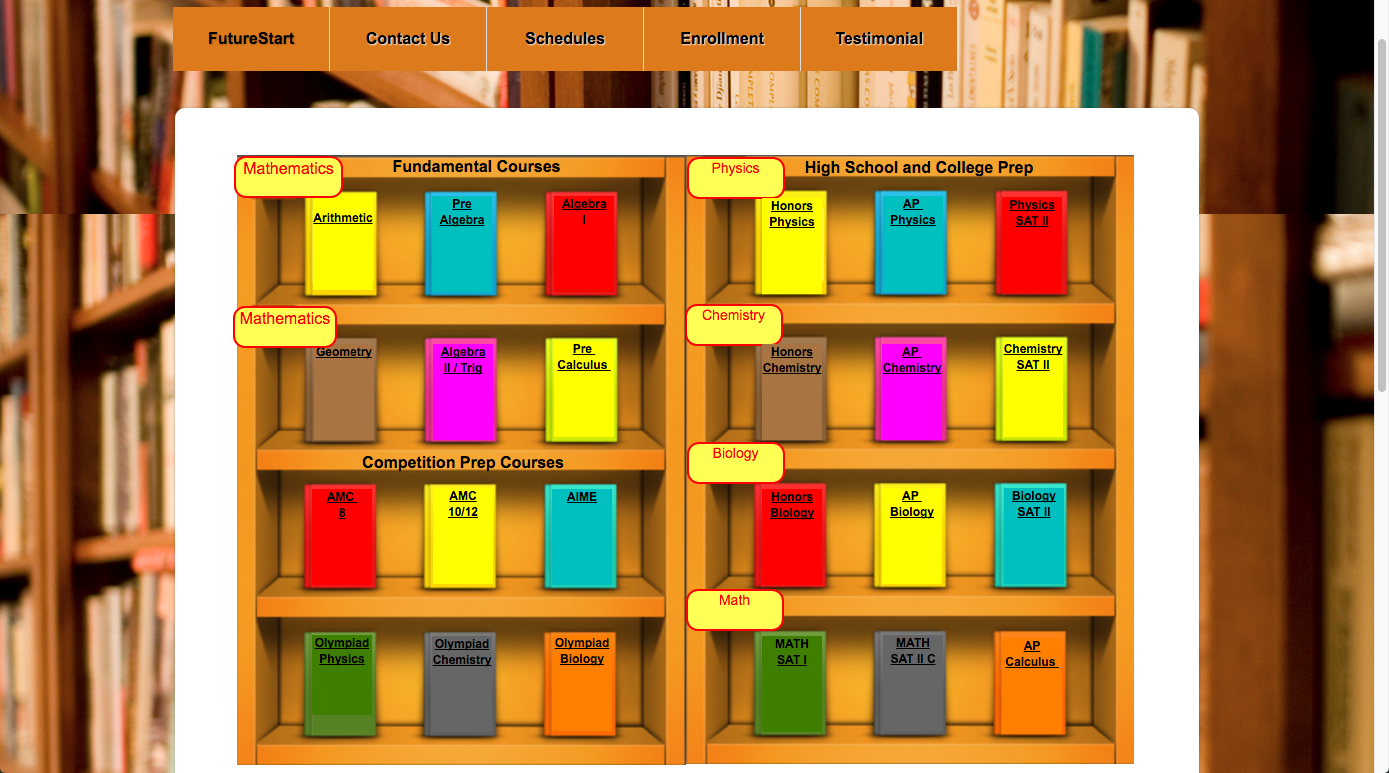 FutureStart
Contact Us
Schedules
Enrollment
Testimonial
Mathematics
Fundamental Courses
Arithmetic
Pre
Algebra
Algebra
I
Mathematics
Geometry
Algebra
II / Trig
Pre
Calculus
Competition Prep Courses
AMC
8
AMC
10/12
AIME
Olympiad
Physics
Olympiad
Chemistry
Olympiad
Biology
Physics
High School and College Prep
Honors
Physics
AP
Physics
Physics
SAT II
Chemistry
Honors
Chemistry
AP
Chemistry
Chemistry
SAT II
Biology
Honors
Biology
AP
Biology
Biology
SAT II
Math
MATH
SAT I
MATH
SAT II C
AP
Calculus